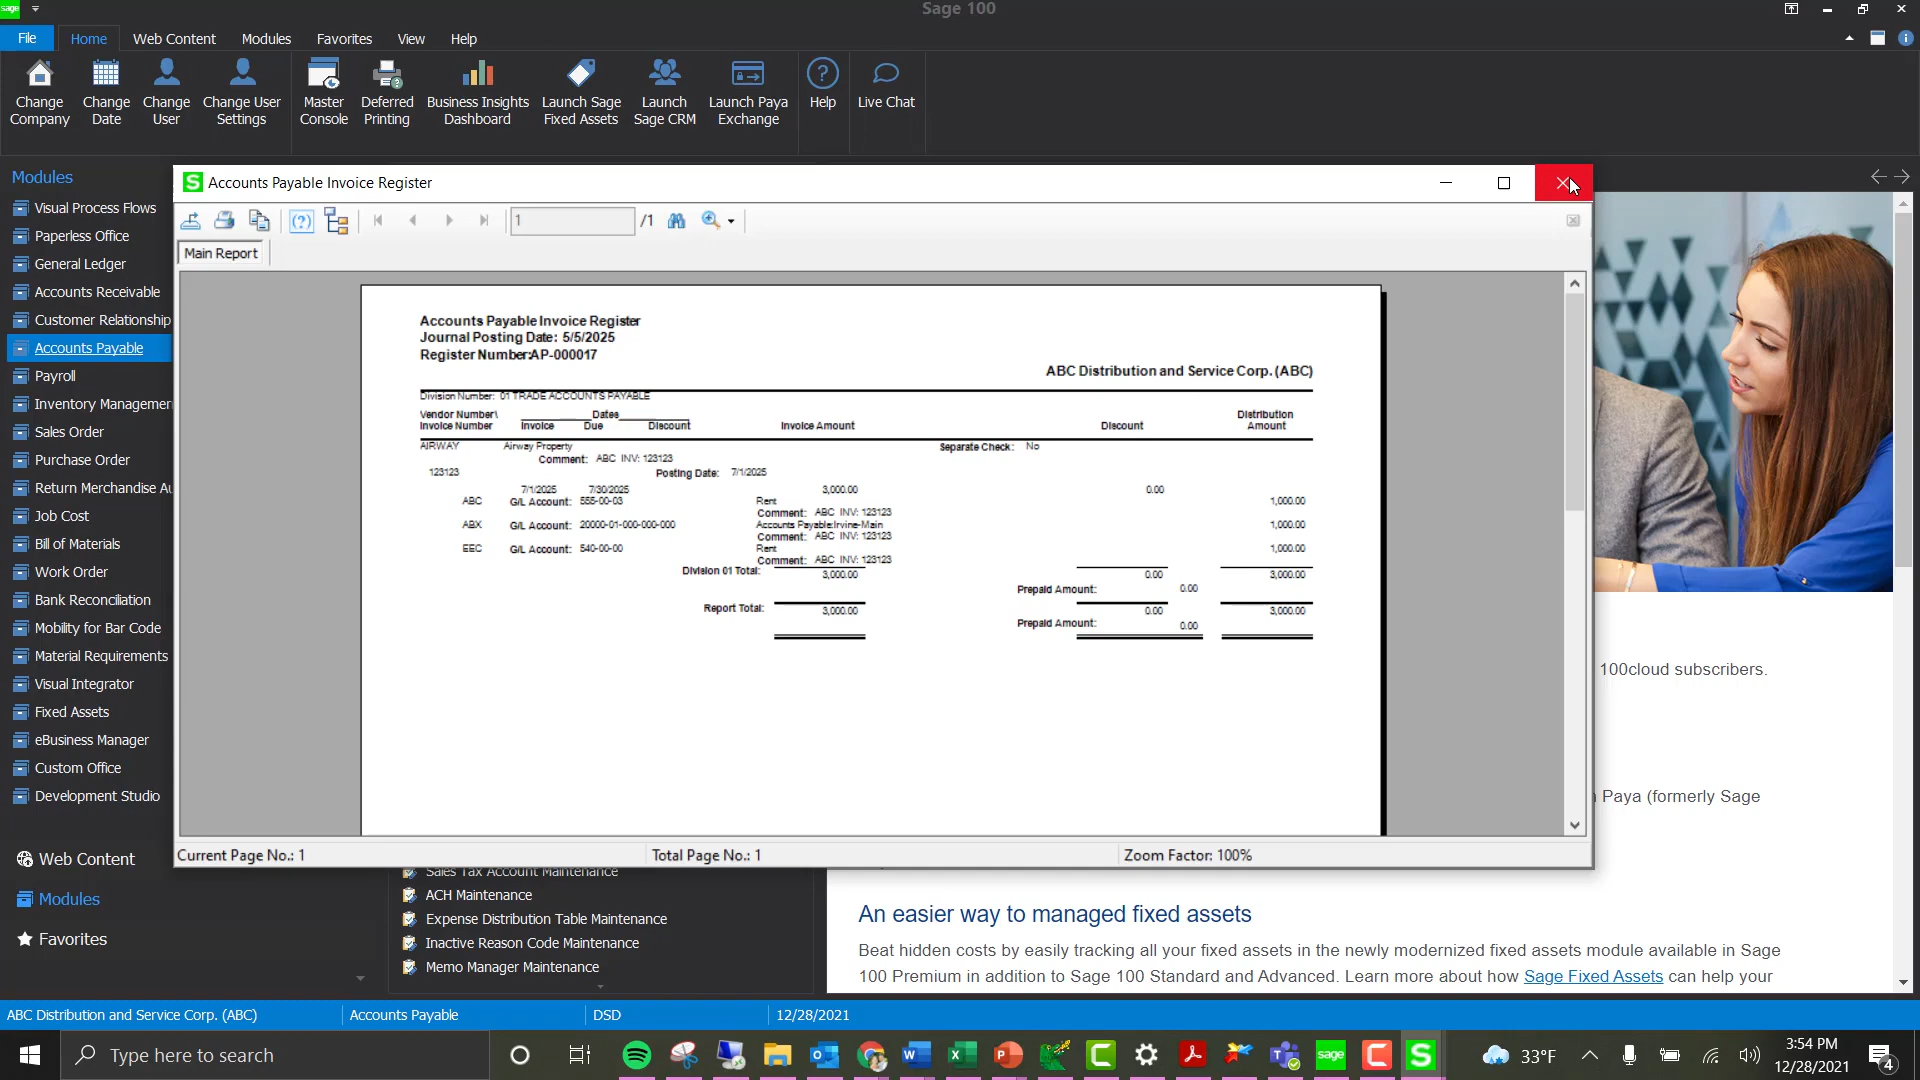 sage
Sage 100
File
Home
Web Content
Modules
Favorites
View
Help
Change Company
Change Date
Change User
Change User Settings
Master Console
Deferred Printing
Business Insights Dashboard
Launch Sage Fixed Assets
Launch Sage CRM
Launch Paya Exchange
Help
Live Chat
Modules
Visual Process Flows
Paperless Office
General Ledger
Accounts Receivable
Customer Relationship
Accounts Payable
Payroll
Inventory Managemen
Sales Order
Purchase Order
Return Merchandise Au
Job Cost
Bill of Materials
Work Order
Bank Reconciliation
Mobility for Bar Code
Material Requirements
Visual Integrator
Fixed Assets
eBusiness Manager
Custom Office
Development Studio
Web Content
Modules
Favorites
S Accounts Payable Invoice Register
1 /1
Main Report
Accounts Payable Invoice Register
Journal Posting Date: 5/5/2025
Register Number:AP-000017
ABC Distribution and Service Corp. (ABC)
Division Number: 01 TRADE ACCOUNTS PAYABLE
Vendor Number\ Dates Distribution
Invoice Number Invoice Due Discount Invoice Amount Discount Amount
AIRWAY Airway Property Separate Check: No
Comment: ABC INV: 123123
123123 Posting Date: 7/1/2025
7/1/2025 7/30/2025 3,000.00 0.00
ABC G/L Account: 555-00-03 Rent 1,000.00
Comment: ABC INV: 123123
ABX G/L Account: 20000-01-000-000-000 Accounts Payable:Irvine-Main 1,000.00
Comment: ABC INV: 123123
EEC G/L Account: 540-00-00 Rent 1,000.00
Comment: ABC INV: 123123
Division 01 Total: 3,000.00 0.00 3,000.00
Prepaid Amount: 0.00
Report Total: 3,000.00 0.00 3,000.00
Prepaid Amount: 0.00
Current Page No.: 1
Total Page No.: 1
Zoom Factor: 100%
Sales Tax Account Maintenance
ACH Maintenance
Expense Distribution Table Maintenance
Inactive Reason Code Maintenance
Memo Manager Maintenance
100cloud subscribers.
Paya (formerly Sage
An easier way to managed fixed assets
Beat hidden costs by easily tracking all your fixed assets in the newly modernized fixed assets module available in Sage
100 Premium in addition to Sage 100 Standard and Advanced. Learn more about how Sage Fixed Assets can help your
ABC Distribution and Service Corp. (ABC)
Accounts Payable
DSD
12/28/2021
Type here to search
sage
33°F
3:54 PM
12/28/2021
4